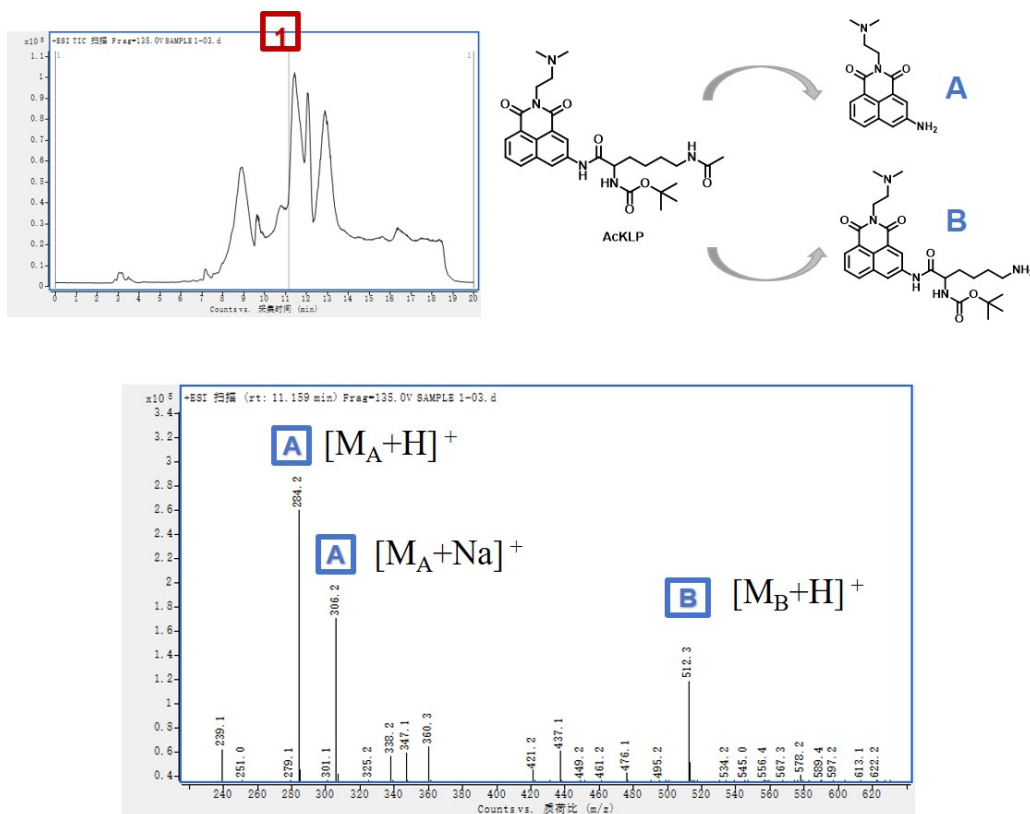 1
x10 8
+ESI TIC 扫描 Frag=135.0V SAMPLE 1-03.d
1.1
1
0.9
0.8
0.7
0.6
0.5
0.4
0.3
0.2
0.1
0
1
1
0 1 2 3 4 5 6 7 8 9 10 11 12 13 14 15 16 17 18 19 20
Counts vs. 采集时间 (min)
N
O N O
O
N
H
HN
O
O
H
N
O
AcKLP
N
O N O
NH2
A
N
O N O
O
N
H
HN
O
O
NH
B
x10 5
+ESI 扫描 (rt: 11.159 min) Frag=135.0V SAMPLE 1-03.d
3.4
3.2
3
2.8
2.6
2.4
2.2
2
1.8
1.6
1.4
1.2
1
0.8
0.6
0.4
A [MA+H]+
A [MA+Na]+
B [MB+H]+
239.1
251.0
279.1
284.2
301.1
306.2
325.2
338.2
347.1
360.3
421.2
437.1
449.2
461.2
476.1
495.2
512.3
534.2
545.0
556.4
567.3
578.2
589.4
597.2
613.1
622.2
240 260 280 300 320 340 360 380 400 420 440 460 480 500 520 540 560 580 600 620
Counts vs. 质荷比 (m/z)